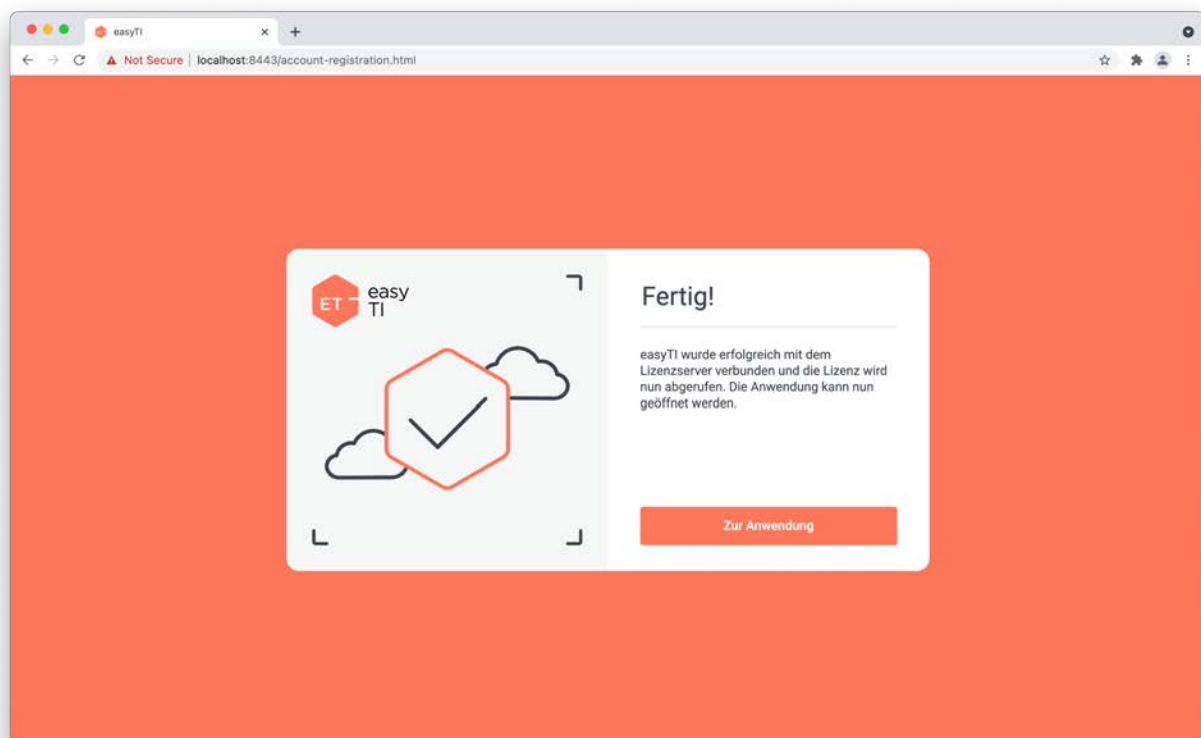 easyTI
Not Secure | localhost:8443/account-registration.html
ET
easy
TI
Fertig!
easyTI wurde erfolgreich mit dem
Lizenzserver verbunden und die Lizenz wird
nun abgerufen. Die Anwendung kann nun
geöffnet werden.
Zur Anwendung